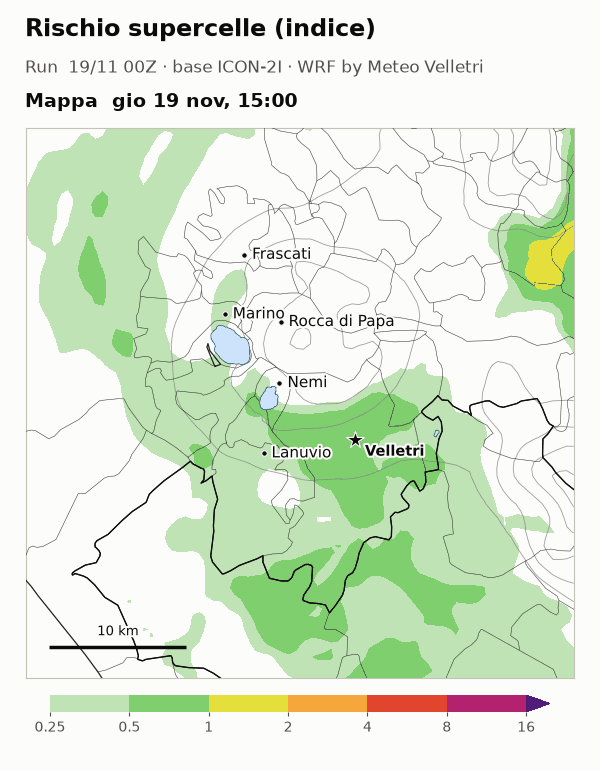 Rischio supercelle (indice)
Run  19/11 00Z · base ICON-2I · WRF by Meteo Velletri
Mappa  gio 19 nov, 15:00
Frascati
Marino
Rocca di Papa
Nemi
Velletri
Lanuvio
10 km
0.25 0.5 1 2 4 8 16